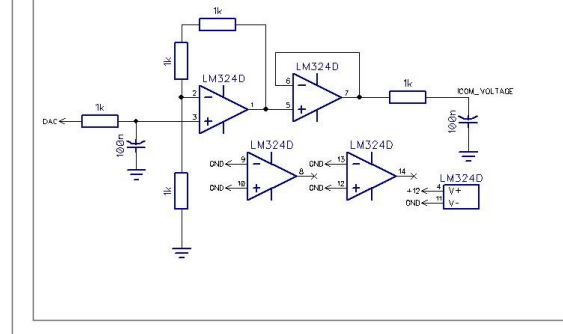 1k
1k
LM324D
LM324D
2
3
1
6
5
7
1k
ICOM_VOLTAGE
1k
DAC
100n
100n
1k
LM324D
LM324D
GND
9
8
GND
10
GND
13
14
GND
12
LM324D
+12
4
V+
GND
11
V-